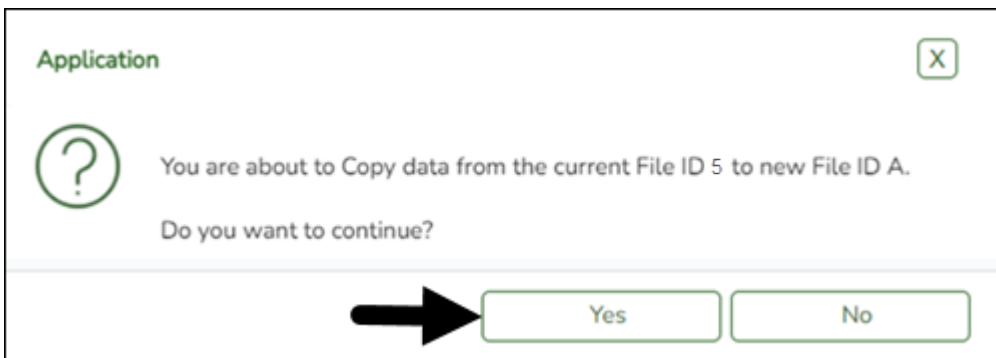 Application
X
?
You are about to Copy data from the current File ID 5 to new File ID A.
Do you want to continue?
Yes
No